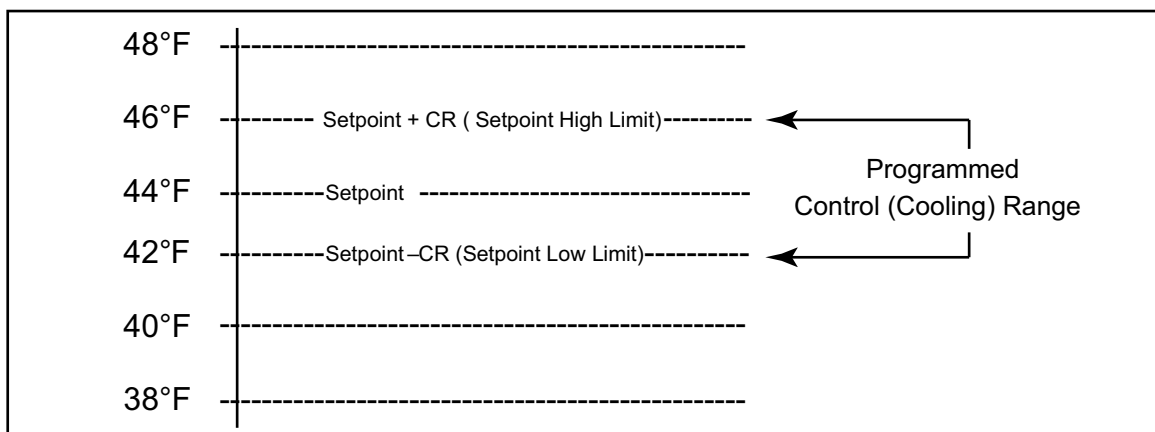 48°F
46°F Setpoint + CR ( Setpoint High Limit)
44°F Setpoint
42°F Setpoint –CR (Setpoint Low Limit)
40°F
38°F
Programmed
Control (Cooling) Range